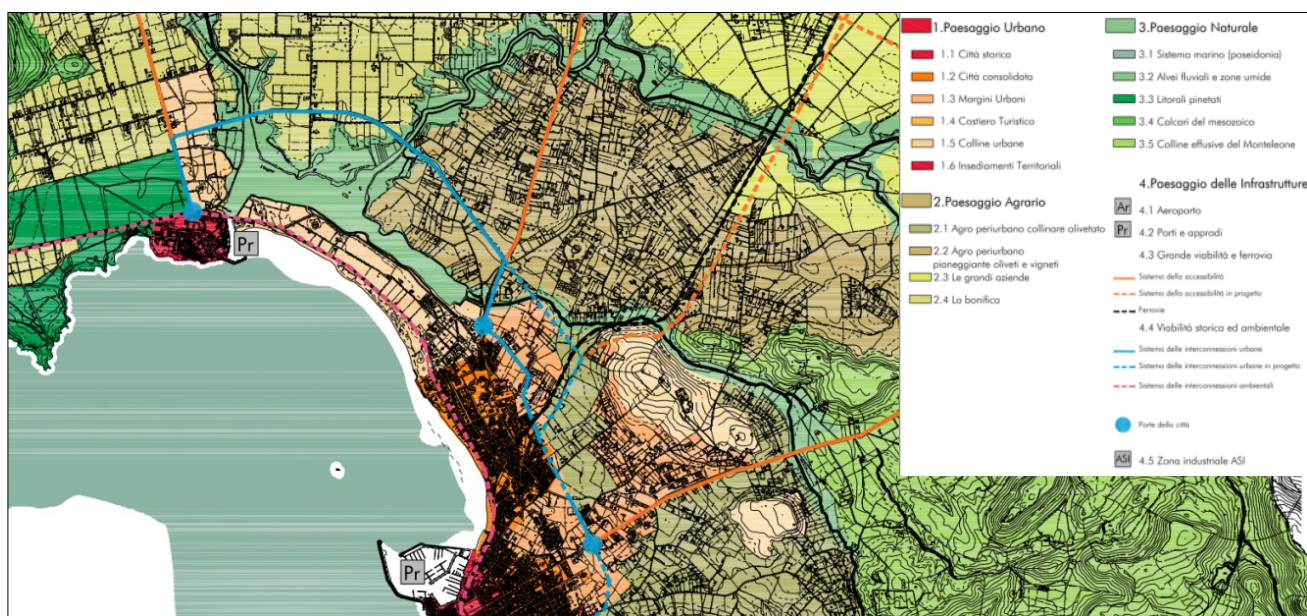 1.Paesaggio Urbano
1.1 Città storica
1.2 Città consolidata
1.3 Margini Urbani
1.4 Costiero Turistico
1.5 Colline urbane
1.6 Insediamenti Territoriali
2.Paesaggio Agrario
2.1 Agro periurbano collinare olivetato
2.2 Agro periurbano
pianeggiante oliveti e vigneti
2.3 Le grandi aziende
2.4 La bonifica
3.Paesaggio Naturale
3.1 Sistema marino (poseidonia)
3.2 Alvei fluviali e zone umide
3.3 Litorali pinetati
3.4 Calcari del mesozoico
3.5 Colline effusive del Monteleone
4.Paesaggio delle Infrastrutture
Ar 4.1 Aeroporto
Pr 4.2 Porti e approdi
4.3 Grande viabilità e ferrovia
Sistema della accessibilità
Sistema della accessibilità in progetto
Ferrovie
4.4 Viabilità storica ed ambientale
Sistema delle interconnessioni urbane
Sistema delle interconnessioni urbane in progetto
Sistema delle interconnessioni ambientali
Porte della città
ASI 4.5 Zona industriale ASI
Pr
Pr